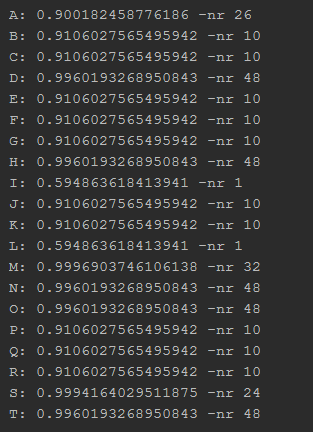 A: 0.900182458776186 -nr 26
B: 0.9106027565495942 -nr 10
C: 0.9106027565495942 -nr 10
D: 0.9960193268950843 -nr 48
E: 0.9106027565495942 -nr 10
F: 0.9106027565495942 -nr 10
G: 0.9106027565495942 -nr 10
H: 0.9960193268950843 -nr 48
I: 0.594863618413941 -nr 1
J: 0.9106027565495942 -nr 10
K: 0.9106027565495942 -nr 10
L: 0.594863618413941 -nr 1
M: 0.9996903746106138 -nr 32
N: 0.9960193268950843 -nr 48
O: 0.9960193268950843 -nr 48
P: 0.9106027565495942 -nr 10
Q: 0.9106027565495942 -nr 10
R: 0.9106027565495942 -nr 10
S: 0.9994164029511875 -nr 24
T: 0.9960193268950843 -nr 48